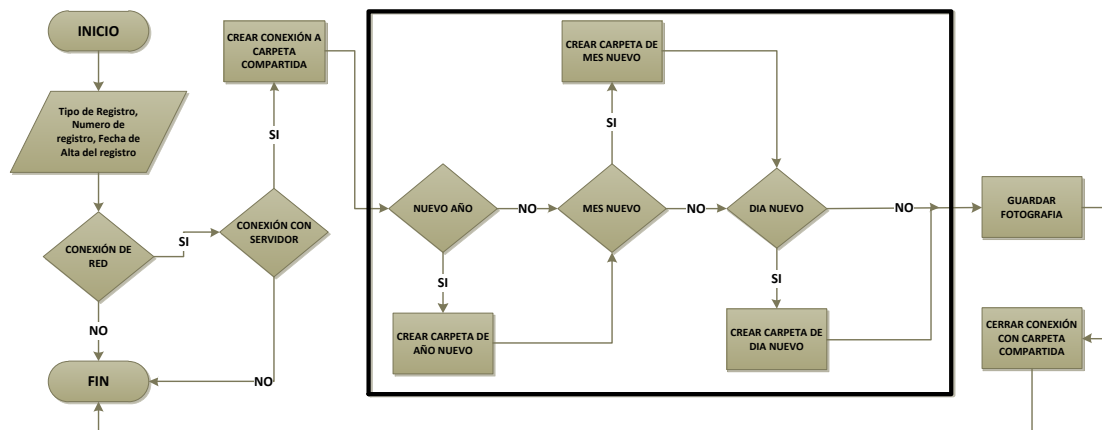 INICIO
Tipo de Registro,
Numero de
registro, Fecha de
Alta del registro
CONEXIÓN DE
RED
SI
NO
FIN
CREAR CONEXIÓN A
CARPETA
COMPARTIDA
SI
CONEXIÓN CON
SERVIDOR
NO
NUEVO AÑO
NO
SI
CREAR CARPETA DE
AÑO NUEVO
CREAR CARPETA DE
MES NUEVO
SI
MES NUEVO
NO
DIA NUEVO
NO
SI
CREAR CARPETA DE
DIA NUEVO
GUARDAR
FOTOGRAFIA
CERRAR CONEXIÓN
CON CARPETA
COMPARTIDA